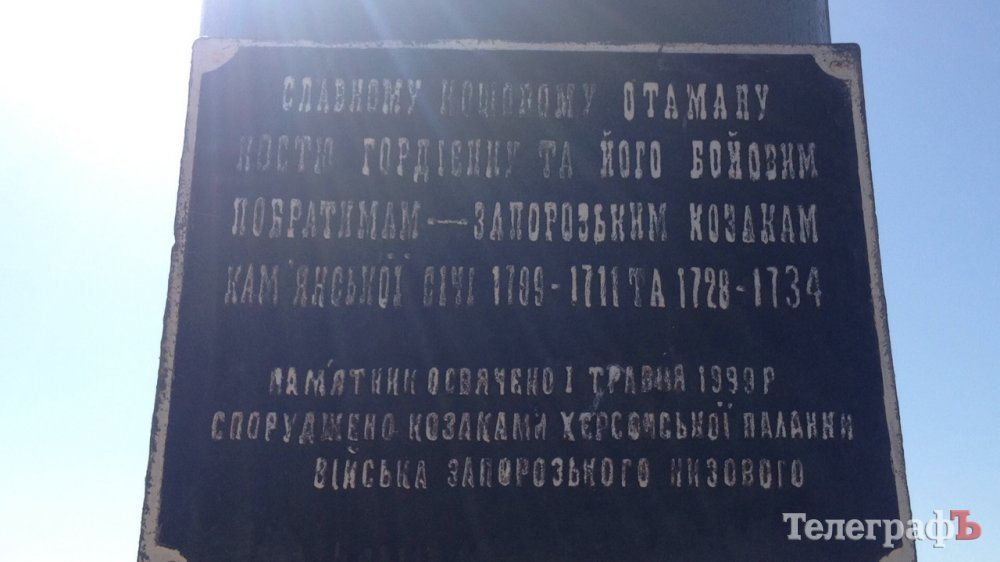 СЛАВНОМУ КОШОВОМУ ОТАМАНУ
КОСТЮ ГОРДІЄНКУ ТА ЙОГО БОЙОВИМ
ПОБРАТИМАМ — ЗАПОРОЗЬКИМ КОЗАКАМ
КАМ'ЯНСЬКОЇ СІЧІ 1709-1711 ТА 1728-1734
ПАМ'ЯТНИК ОСВЯЧЕНО 1 ТРАВНЯ 1999 Р
СПОРУДЖЕНО КОЗАКАМИ ХЕРСОНСЬКОЇ ПАЛАНКИ
ВІЙСЬКА ЗАПОРОЗЬКОГО НИЗОВОГО
ТелеграфЪ